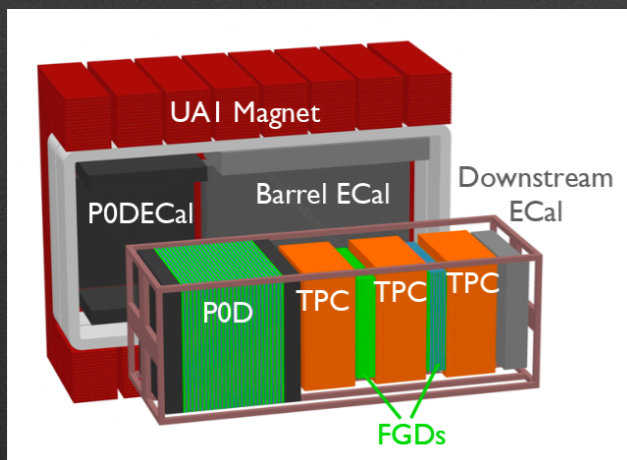 UA1 Magnet
P0DECal
Barrel ECal
Downstream
ECal
P0D
TPC
TPC
TPC
FGDs